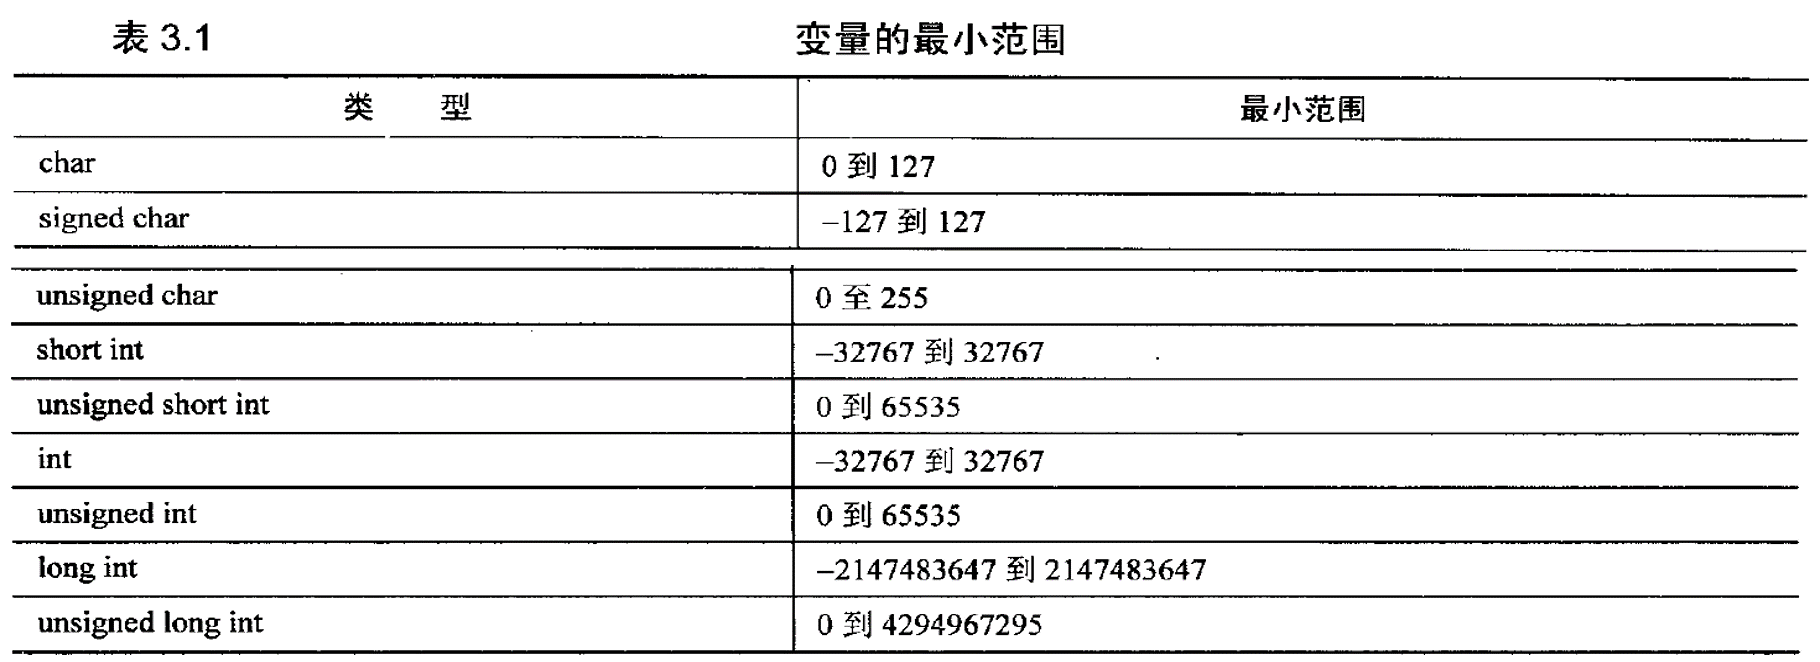 表 3.1 变量的最小范围
类 型 最小范围
char 0 到 127
signed char –127 到 127
unsigned char 0 至 255
short int –32767 到 32767
unsigned short int 0 到 65535
int –32767 到 32767
unsigned int 0 到 65535
long int –2147483647 到 2147483647
unsigned long int 0 到 4294967295